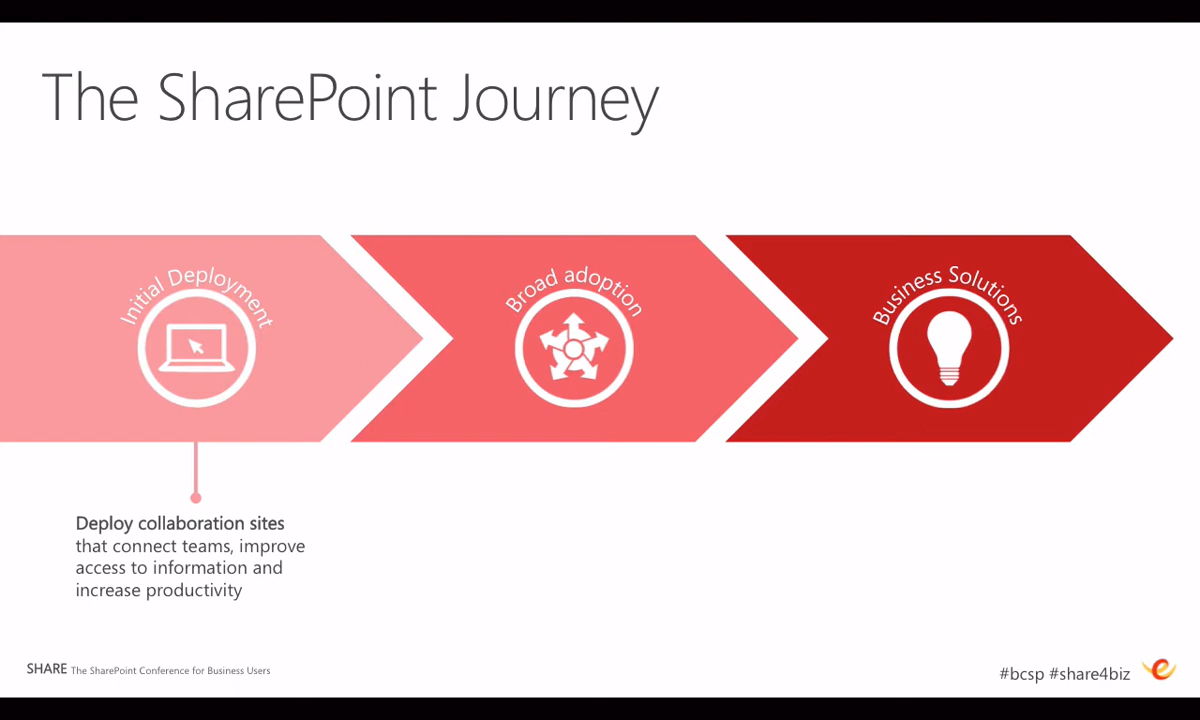 The SharePoint Journey
Initial Deployment
Broad adoption
Business Solutions
Deploy collaboration sites
that connect teams, improve
access to information and
increase productivity
SHARE The SharePoint Conference for Business Users
#bcsp #share4biz